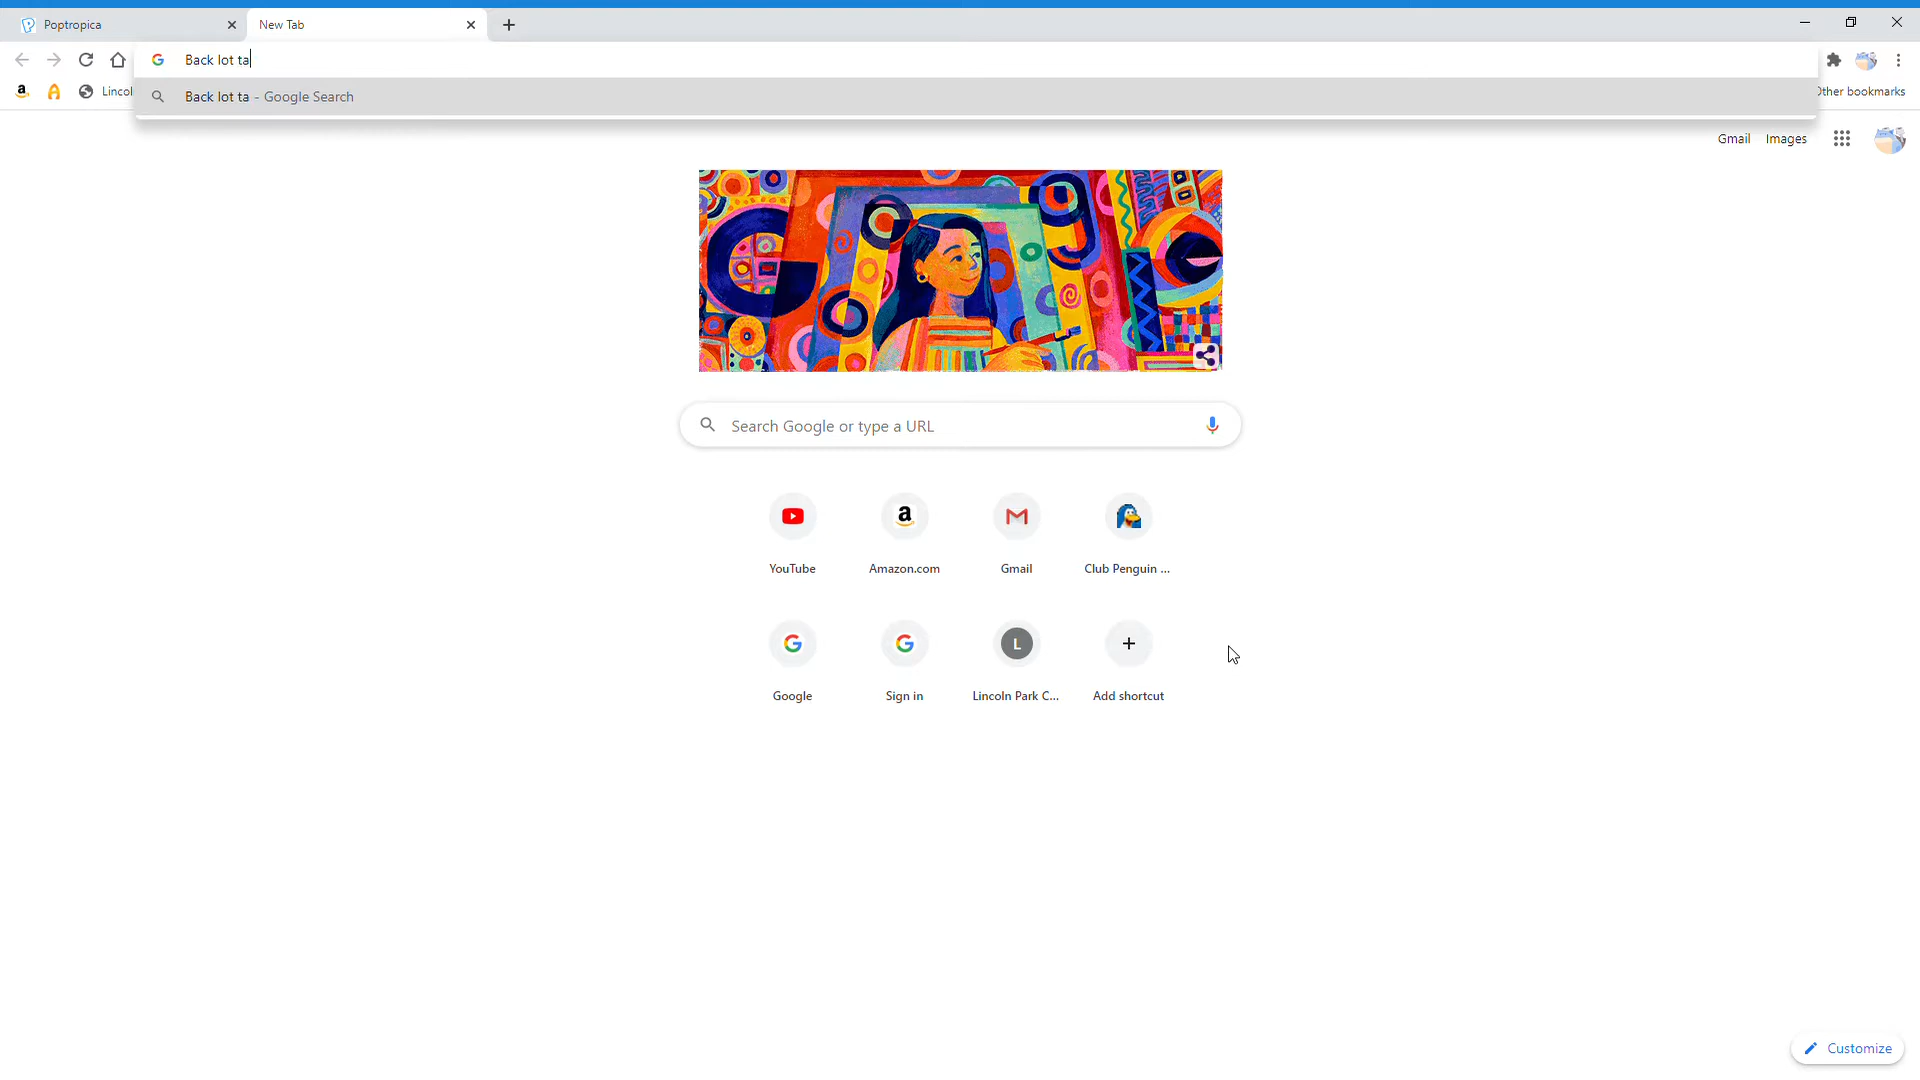 Poptropica
New Tab
Back lot ta
Lincol
Back lot ta - Google Search
Other bookmarks
Gmail
Images
Search Google or type a URL
YouTube
Amazon.com
Gmail
Club Penguin ...
L
Google
Sign in
Lincoln Park C...
Add shortcut
Customize